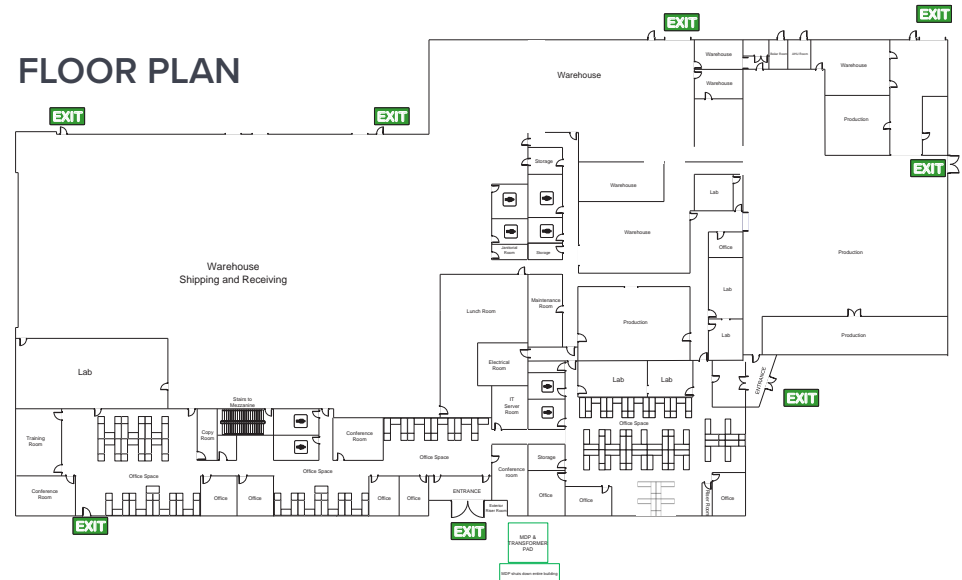 EXIT
EXIT
FLOOR PLAN
EXIT
EXIT
Warehouse
Warehouse
Warehouse
Warehouse
Production
EXIT
Storage
Warehouse
Lab
Warehouse
Janitorial
Room
Storage
Office
Production
Warehouse
Shipping and Receiving
Lab
Lunch Room
Maintenance
Room
Production
Lab
Production
Electrical
Room
Lab
Lab
Lab
ENTRANCE
EXIT
Stairs to
Mezzanine
IT
Server
Room
Training
Room
Copy
Room
Conference
Room
Office Space
Office Space
Office Space
Office Space
Storage
Conference
Room
Conference
room
Office
Office
Office
Office
ENTRANCE
Office
Office
Riser Room
Office
Exterior
Riser Room
EXIT
EXIT
MDP &
TRANSFORMER
PAD
MDP shuts down entire building